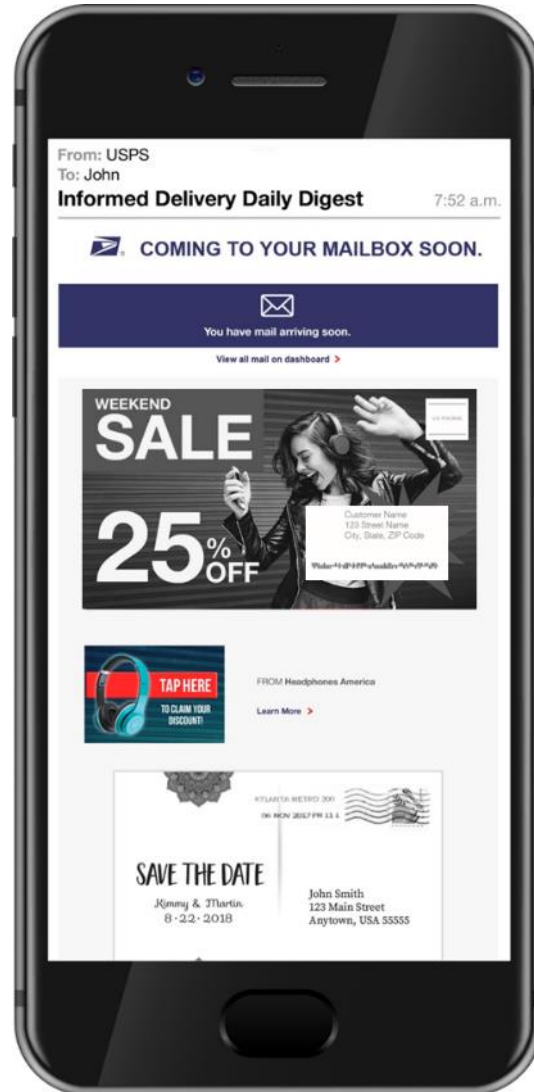 From: USPS
To: John
Informed Delivery Daily Digest 7:52 a.m.
COMING TO YOUR MAILBOX SOON.
You have mail arriving soon.
View all mail on dashboard >
WEEKEND
SALE
25% OFF
Customer Name
123 Street Name
City, State, ZIP Code
TAP HERE
TO CLAIM YOUR
DISCOUNT!
FROM Headphones America
Learn More >
ATLANTA METRO 300
06 NOV 2017 PM 11 L
SAVE THE DATE
Kimmy & Martin
8·22·2018
John Smith
123 Main Street
Anytown, USA 55555